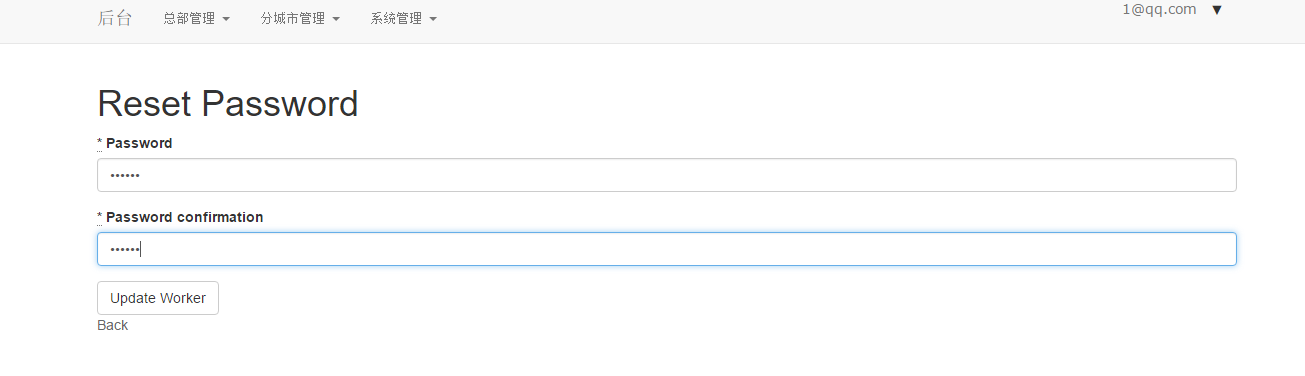 后台 总部管理 分城市管理 系统管理 1@qq.com
Reset Password
* Password
••••••
* Password confirmation
••••••
Update Worker
Back